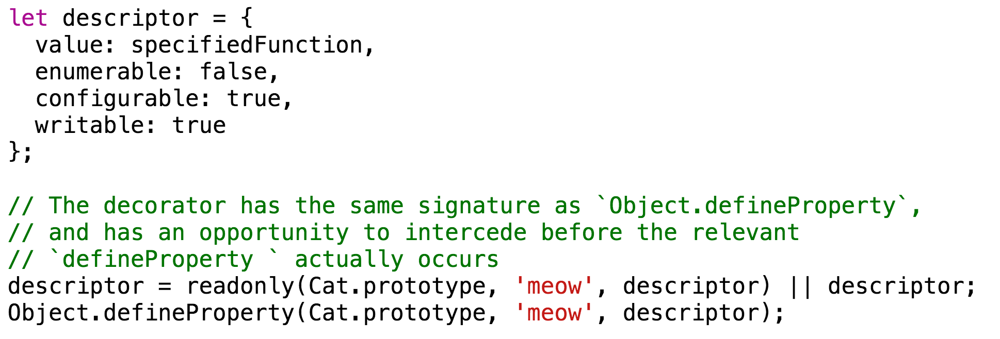 let descriptor = {
  value: specifiedFunction,
  enumerable: false,
  configurable: true,
  writable: true
};

// The decorator has the same signature as `Object.defineProperty`,
// and has an opportunity to intercede before the relevant
// `defineProperty ` actually occurs
descriptor = readonly(Cat.prototype, 'meow', descriptor) || descriptor;
Object.defineProperty(Cat.prototype, 'meow', descriptor);